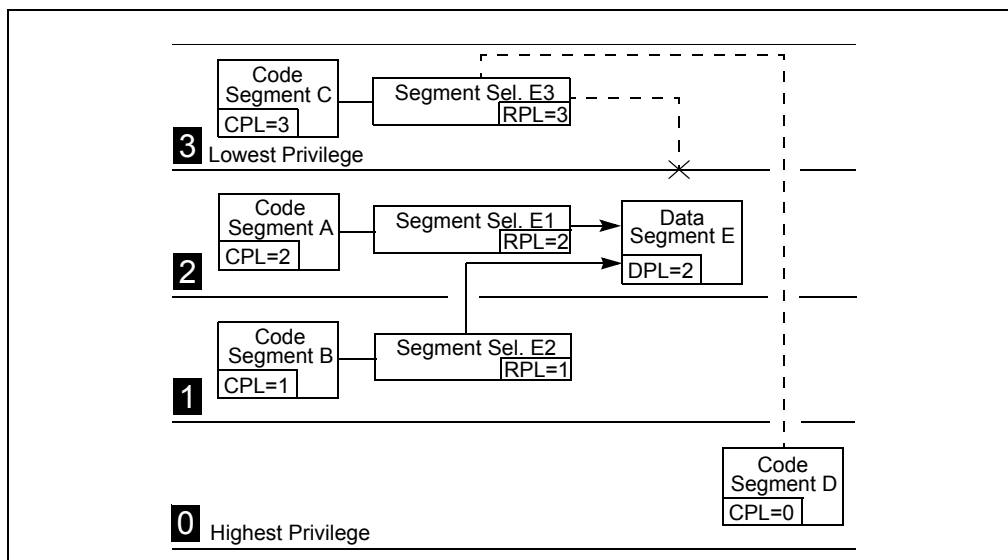 Code
Segment C
CPL=3
Segment Sel. E3
RPL=3
3
Lowest Privilege
Code
Segment A
CPL=2
Segment Sel. E1
RPL=2
Data
Segment E
DPL=2
2
Code
Segment B
CPL=1
Segment Sel. E2
RPL=1
1
Code
Segment D
CPL=0
0
Highest Privilege